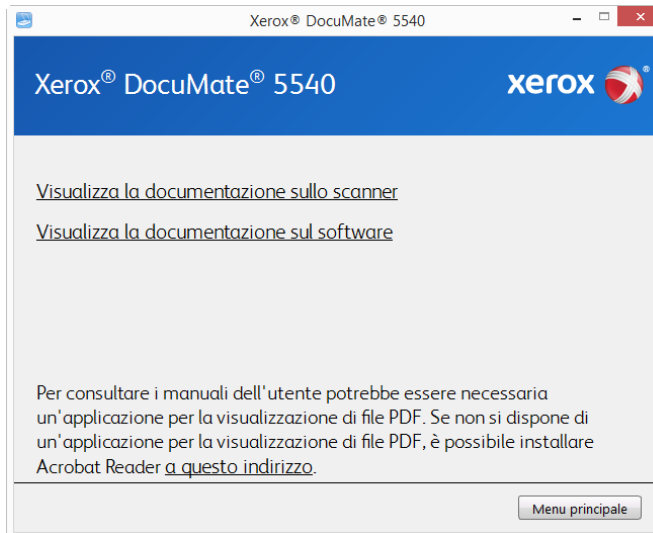 Xerox® DocuMate® 5540
Xerox® DocuMate® 5540
xerox ®
Visualizza la documentazione sullo scanner
Visualizza la documentazione sul software
Per consultare i manuali dell'utente potrebbe essere necessaria
un'applicazione per la visualizzazione di file PDF. Se non si dispone di
un'applicazione per la visualizzazione di file PDF, è possibile installare
Acrobat Reader a questo indirizzo.
Menu principale